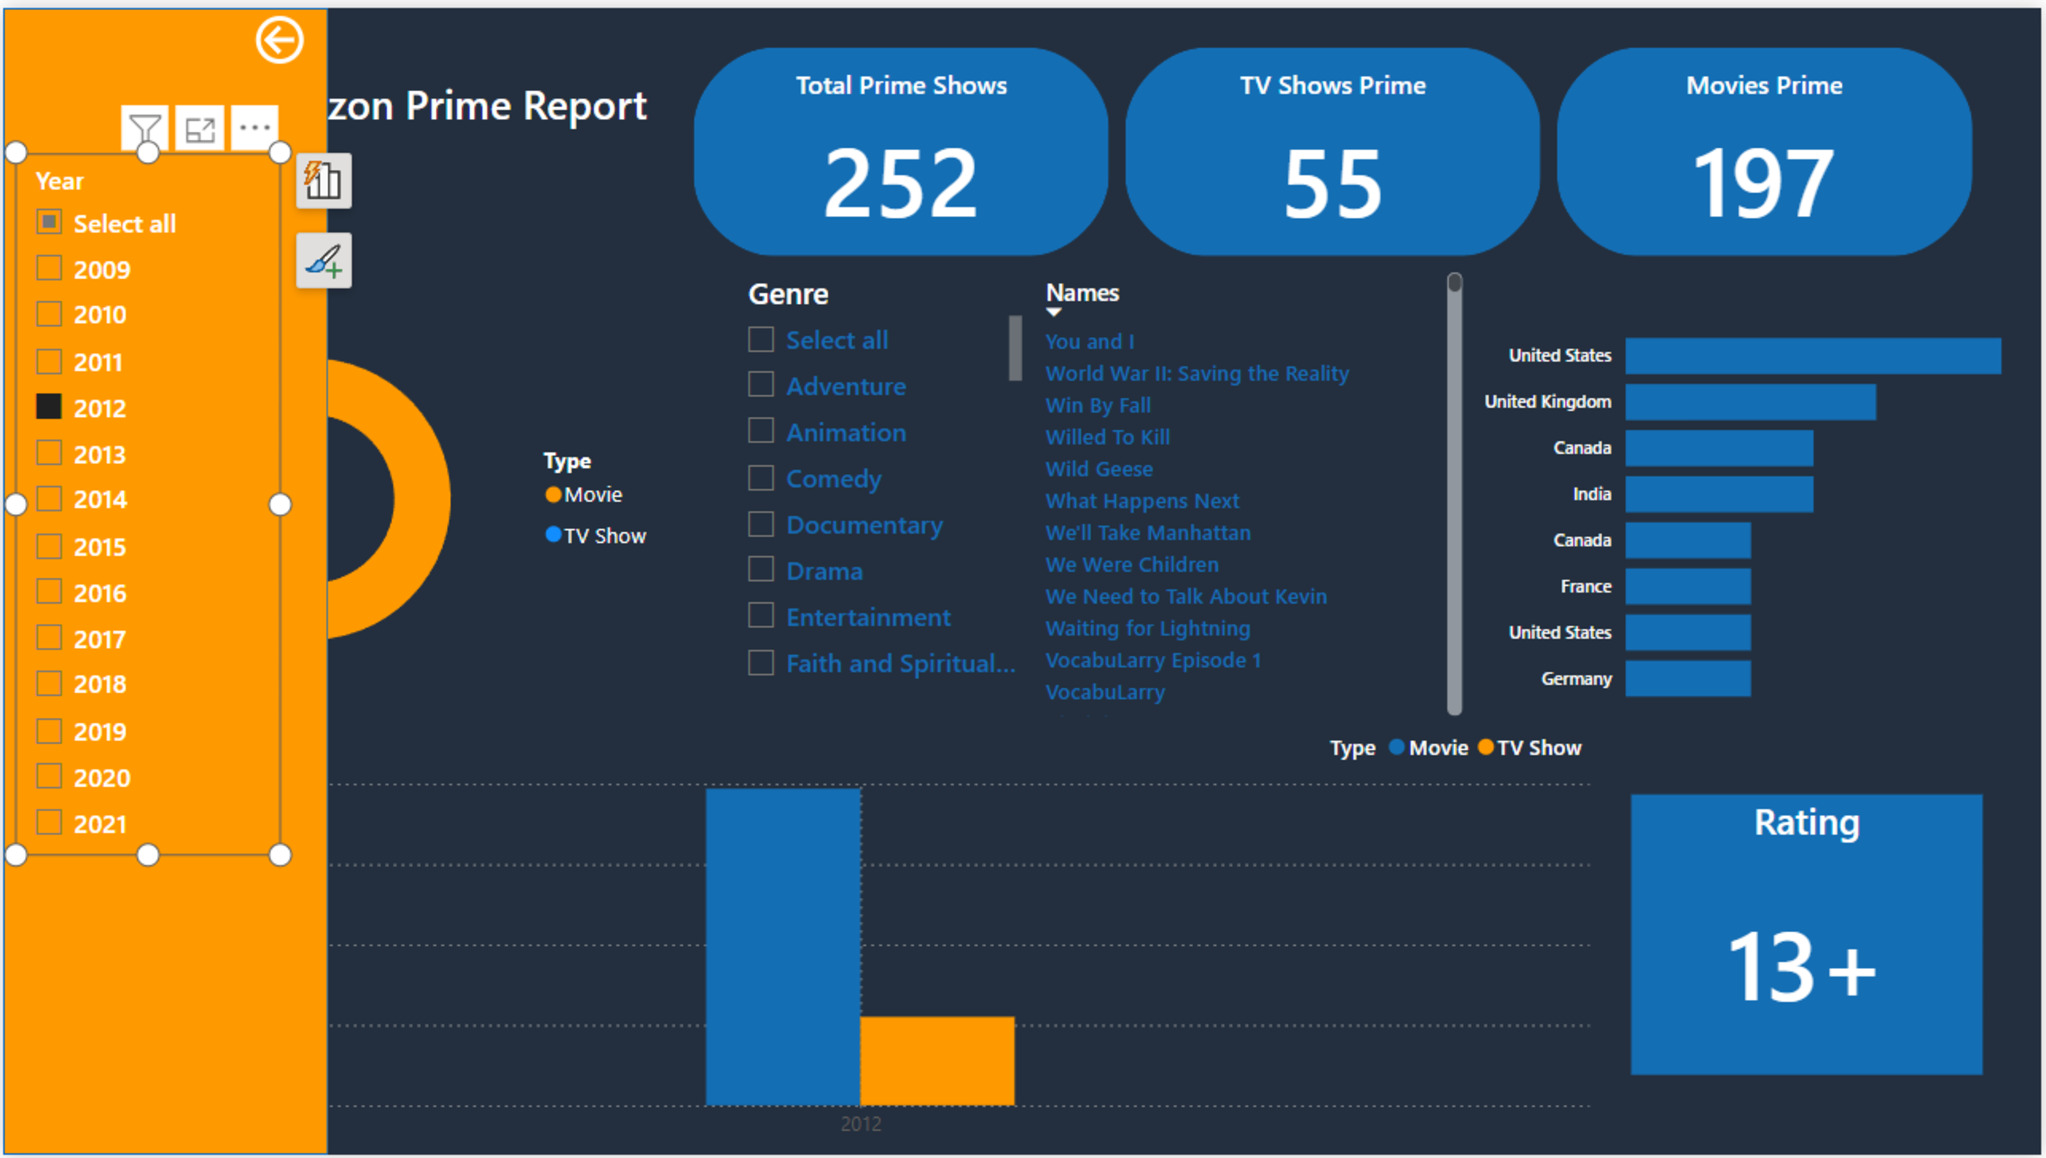 zon Prime Report
Total Prime Shows
252
TV Shows Prime
55
Movies Prime
197
Year
Select all
2009
2010
2011
2012
2013
2014
2015
2016
2017
2018
2019
2020
2021
Type
Movie
TV Show
Genre
Select all
Adventure
Animation
Comedy
Documentary
Drama
Entertainment
Faith and Spiritual...
Names
You and I
World War II: Saving the Reality
Win By Fall
Willed To Kill
Wild Geese
What Happens Next
We'll Take Manhattan
We Were Children
We Need to Talk About Kevin
Waiting for Lightning
VocabuLarry Episode 1
VocabuLarry
United States
United Kingdom
Canada
India
Canada
France
United States
Germany
Type Movie TV Show
2012
Rating
13+